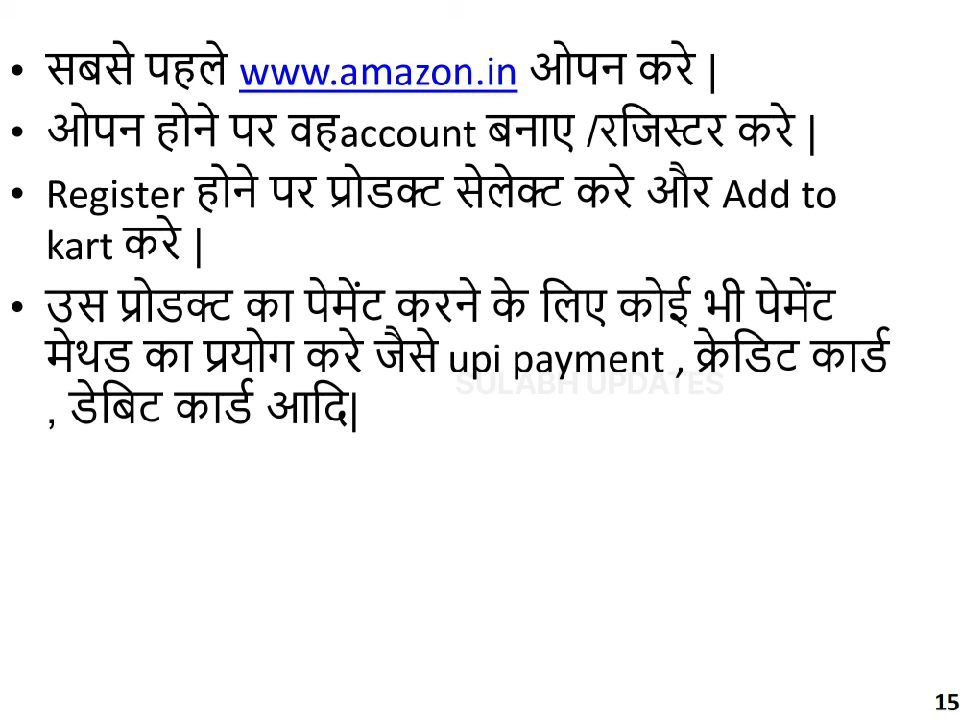 • सबसे पहले www.amazon.in ओपन करे |
• ओपन होने पर वहaccount बनाए /रजिस्टर करे |
• Register होने पर प्रोडक्ट सेलेक्ट करे और Add to
kart करे |
• उस प्रोडक्ट का पेमेंट करने के लिए कोई भी पेमेंट
मेथड का प्रयोग करे जैसे upi payment , क्रेडिट कार्ड
SULABH UPDATES
, डेबिट कार्ड आदि|
15